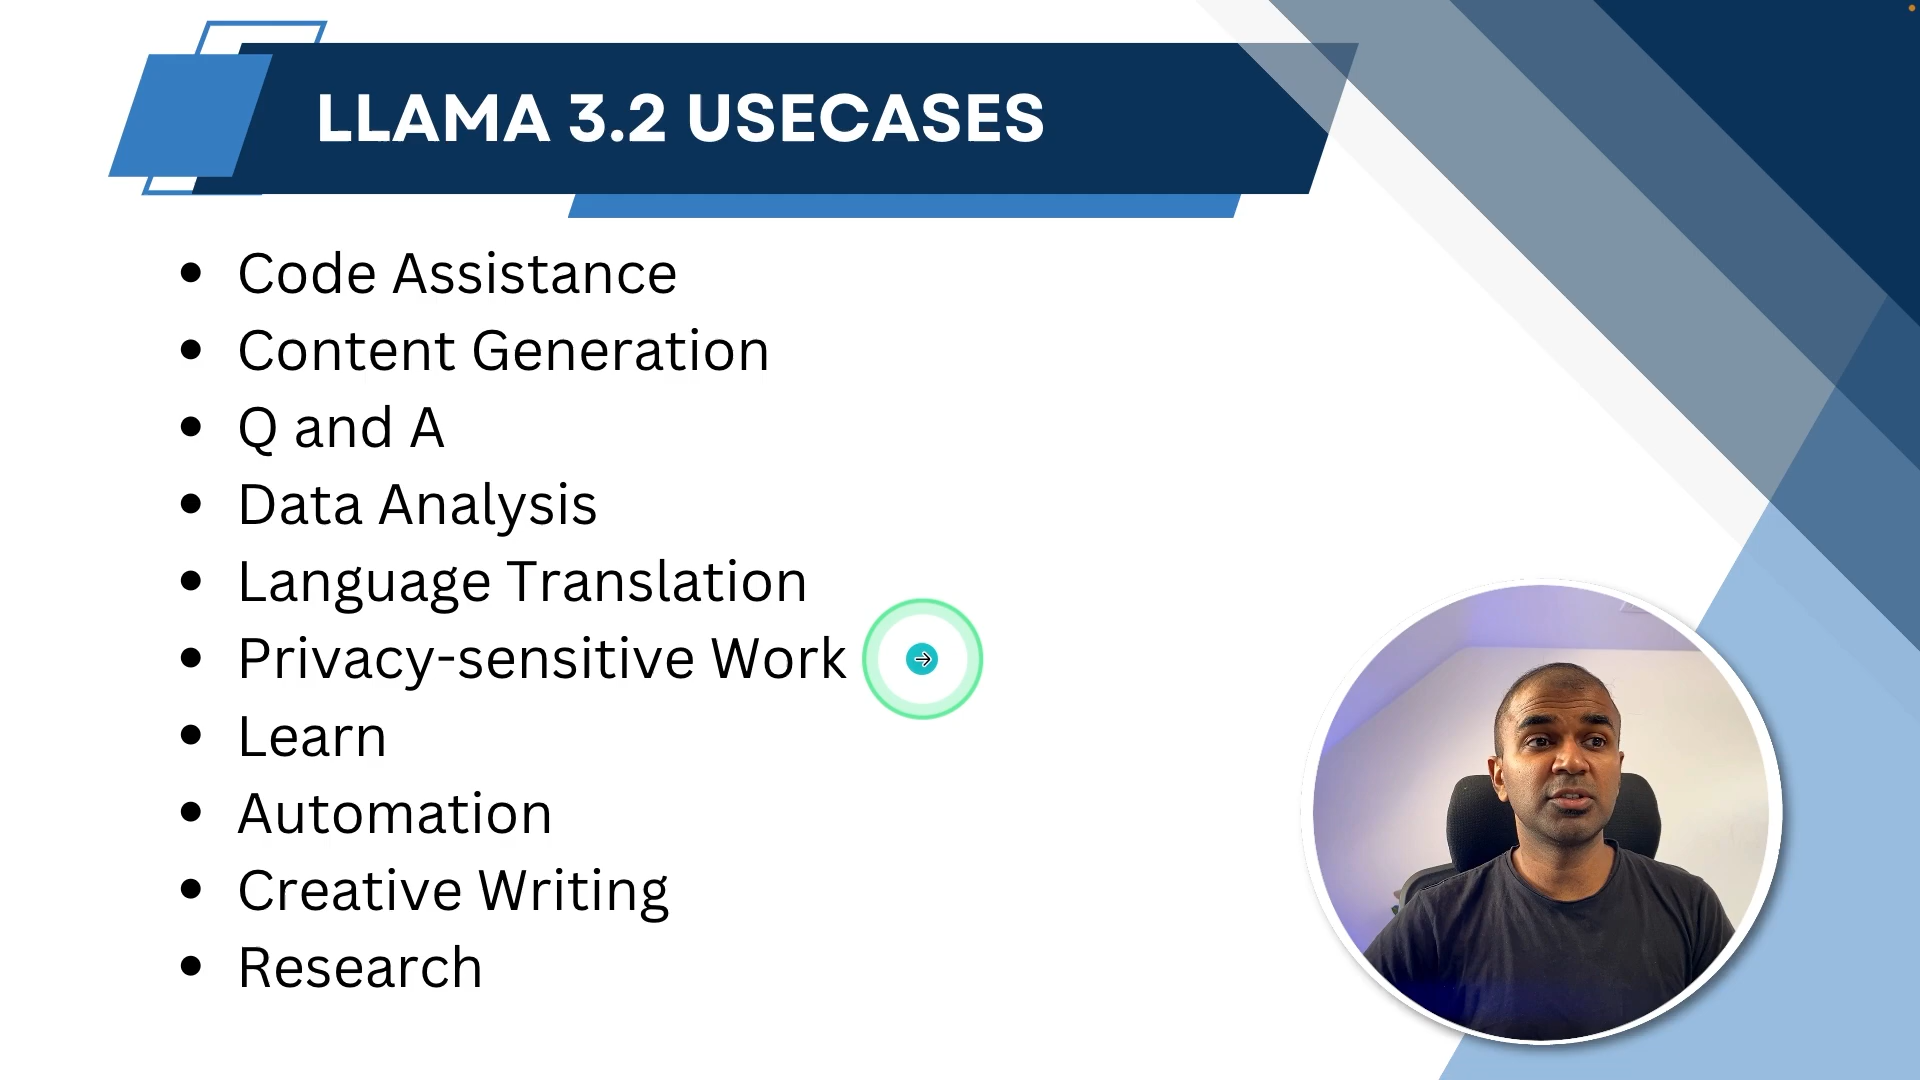 LLAMA 3.2 USECASES
Code Assistance
Content Generation
Q and A
Data Analysis
Language Translation
Privacy-sensitive Work
Learn
Automation
Creative Writing
Research